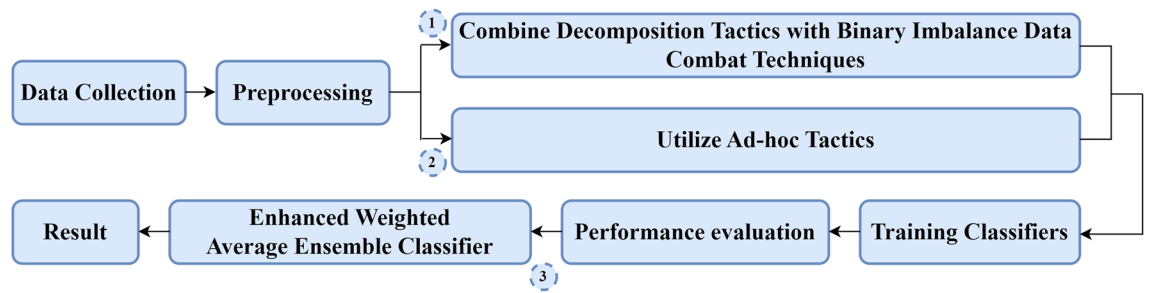 1
Combine Decomposition Tactics with Binary Imbalance Data
Combat Techniques
Data Collection
Preprocessing
Utilize Ad-hoc Tactics
2
Result
Enhanced Weighted
Average Ensemble Classifier
Performance evaluation
Training Classifiers
3